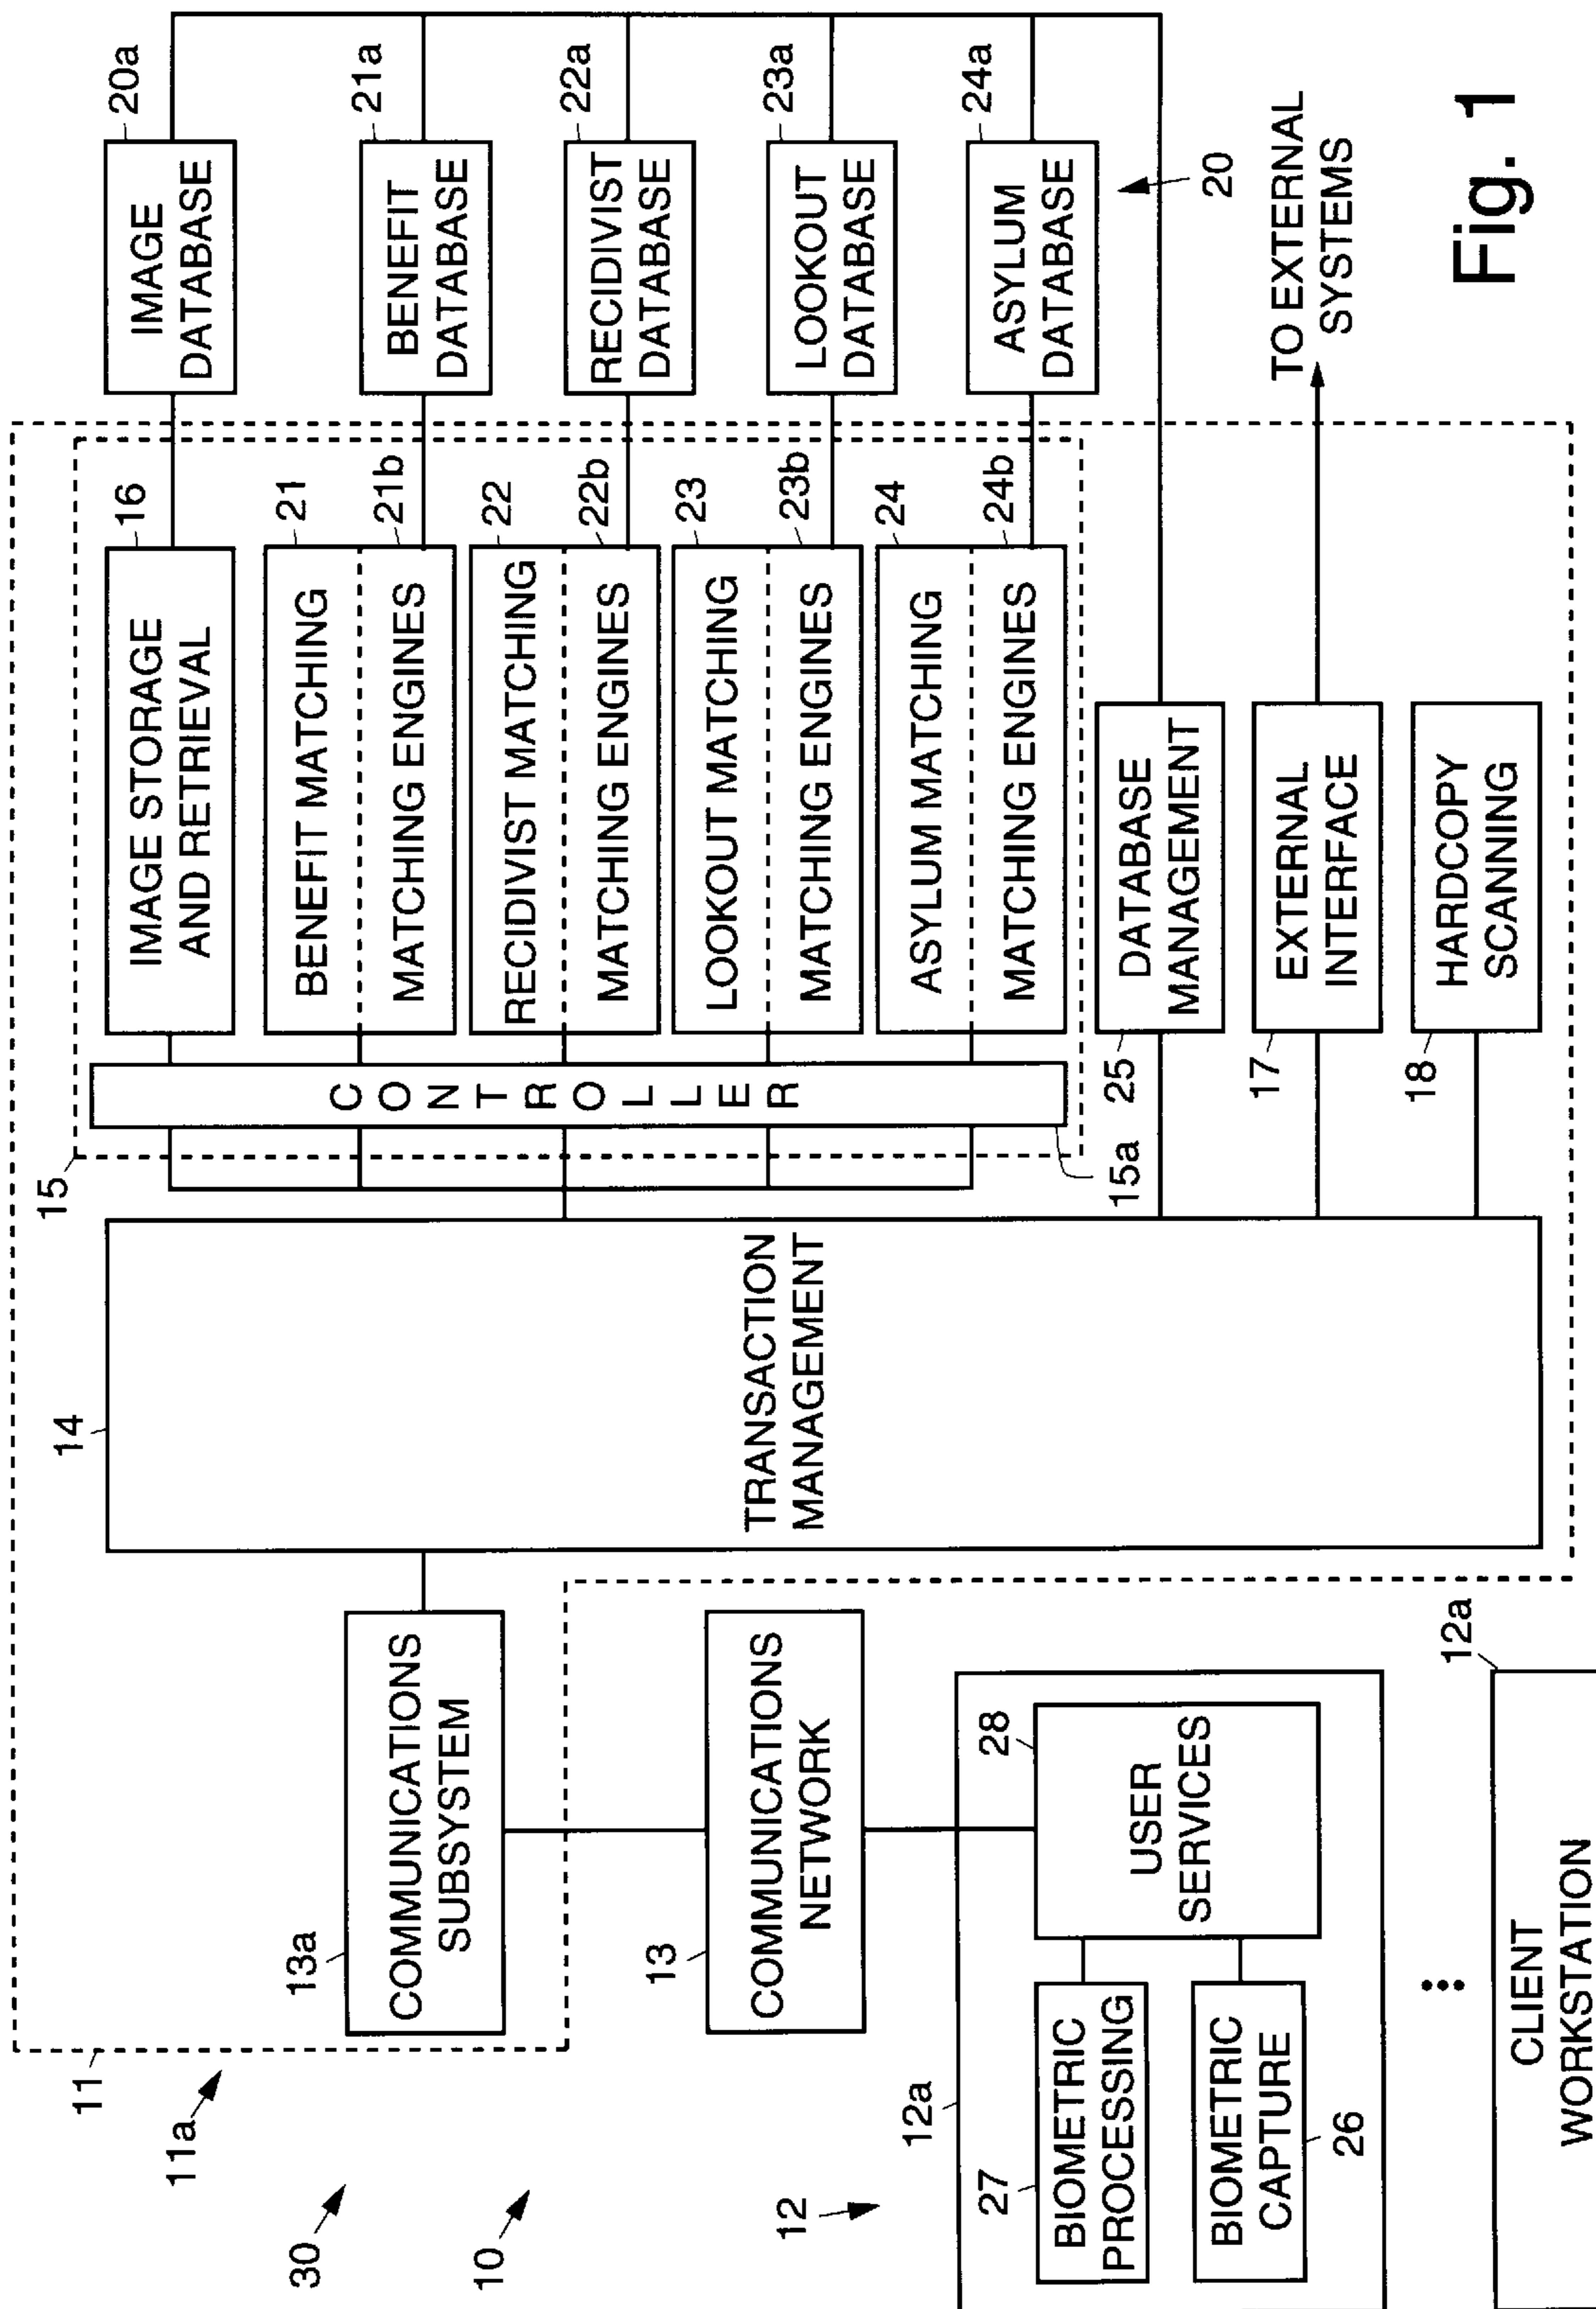 30
10
11a
11
13a
COMMUNICATIONS
SUBSYSTEM
13
COMMUNICATIONS
NETWORK
12
12a
27
BIOMETRIC
PROCESSING
BIOMETRIC
CAPTURE
26
28
USER
SERVICES
12a
CLIENT
WORKSTATION
14
TRANSACTION
MANAGEMENT
15
CONTROLLER
15a
16
IMAGE STORAGE
AND RETRIEVAL
21
BENEFIT MATCHING
MATCHING ENGINES
21b
22
RECIDIVIST MATCHING
MATCHING ENGINES
22b
23
LOOKOUT MATCHING
MATCHING ENGINES
23b
24
ASYLUM MATCHING
MATCHING ENGINES
24b
25
DATABASE
MANAGEMENT
17
EXTERNAL
INTERFACE
18
HARDCOPY
SCANNING
20a
IMAGE
DATABASE
21a
BENEFIT
DATABASE
22a
RECIDIVIST
DATABASE
23a
LOOKOUT
DATABASE
24a
ASYLUM
DATABASE
20
TO EXTERNAL
SYSTEMS
Fig. 1